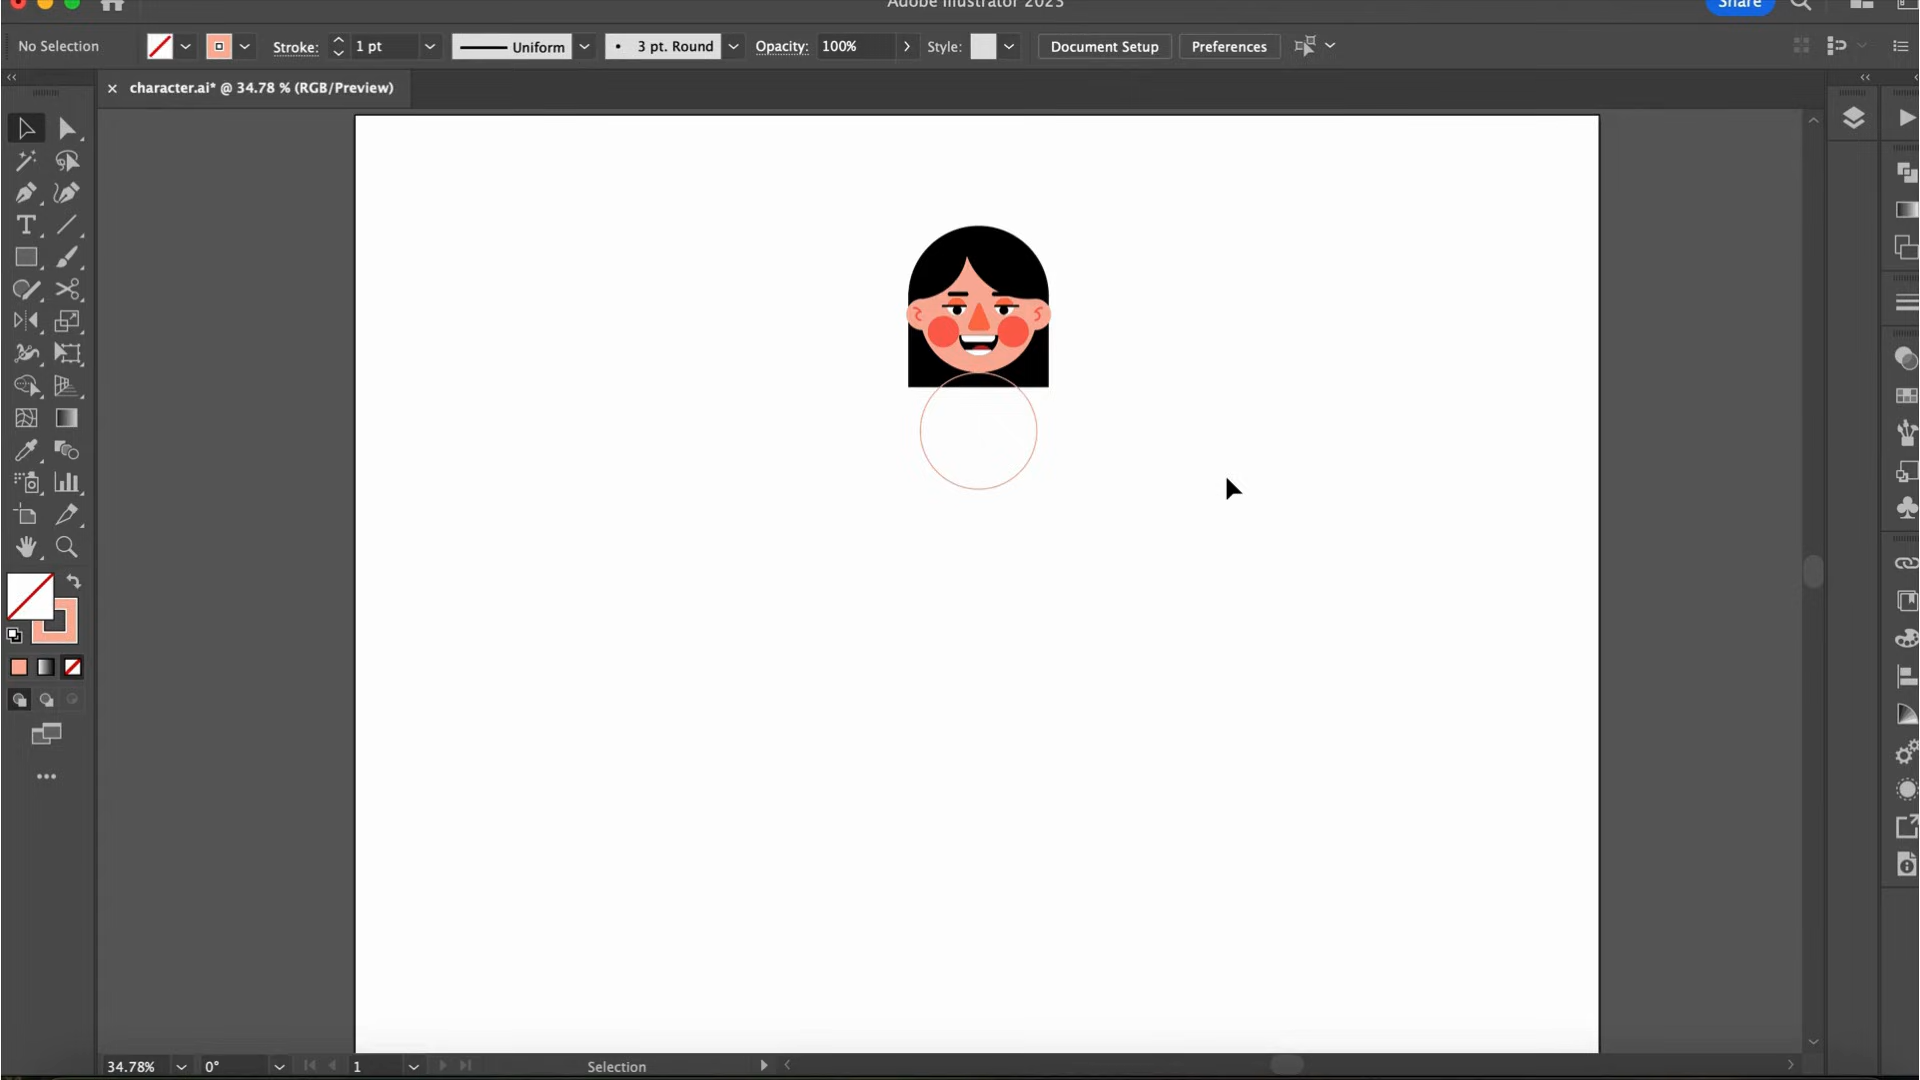 Adobe Illustrator 2023
Share
No Selection
Stroke:
1 pt
Uniform
3 pt. Round
Opacity:
100%
Style:
Document Setup
Preferences
character.ai* @ 34.78 % (RGB/Preview)
34.78%
0°
1
Selection